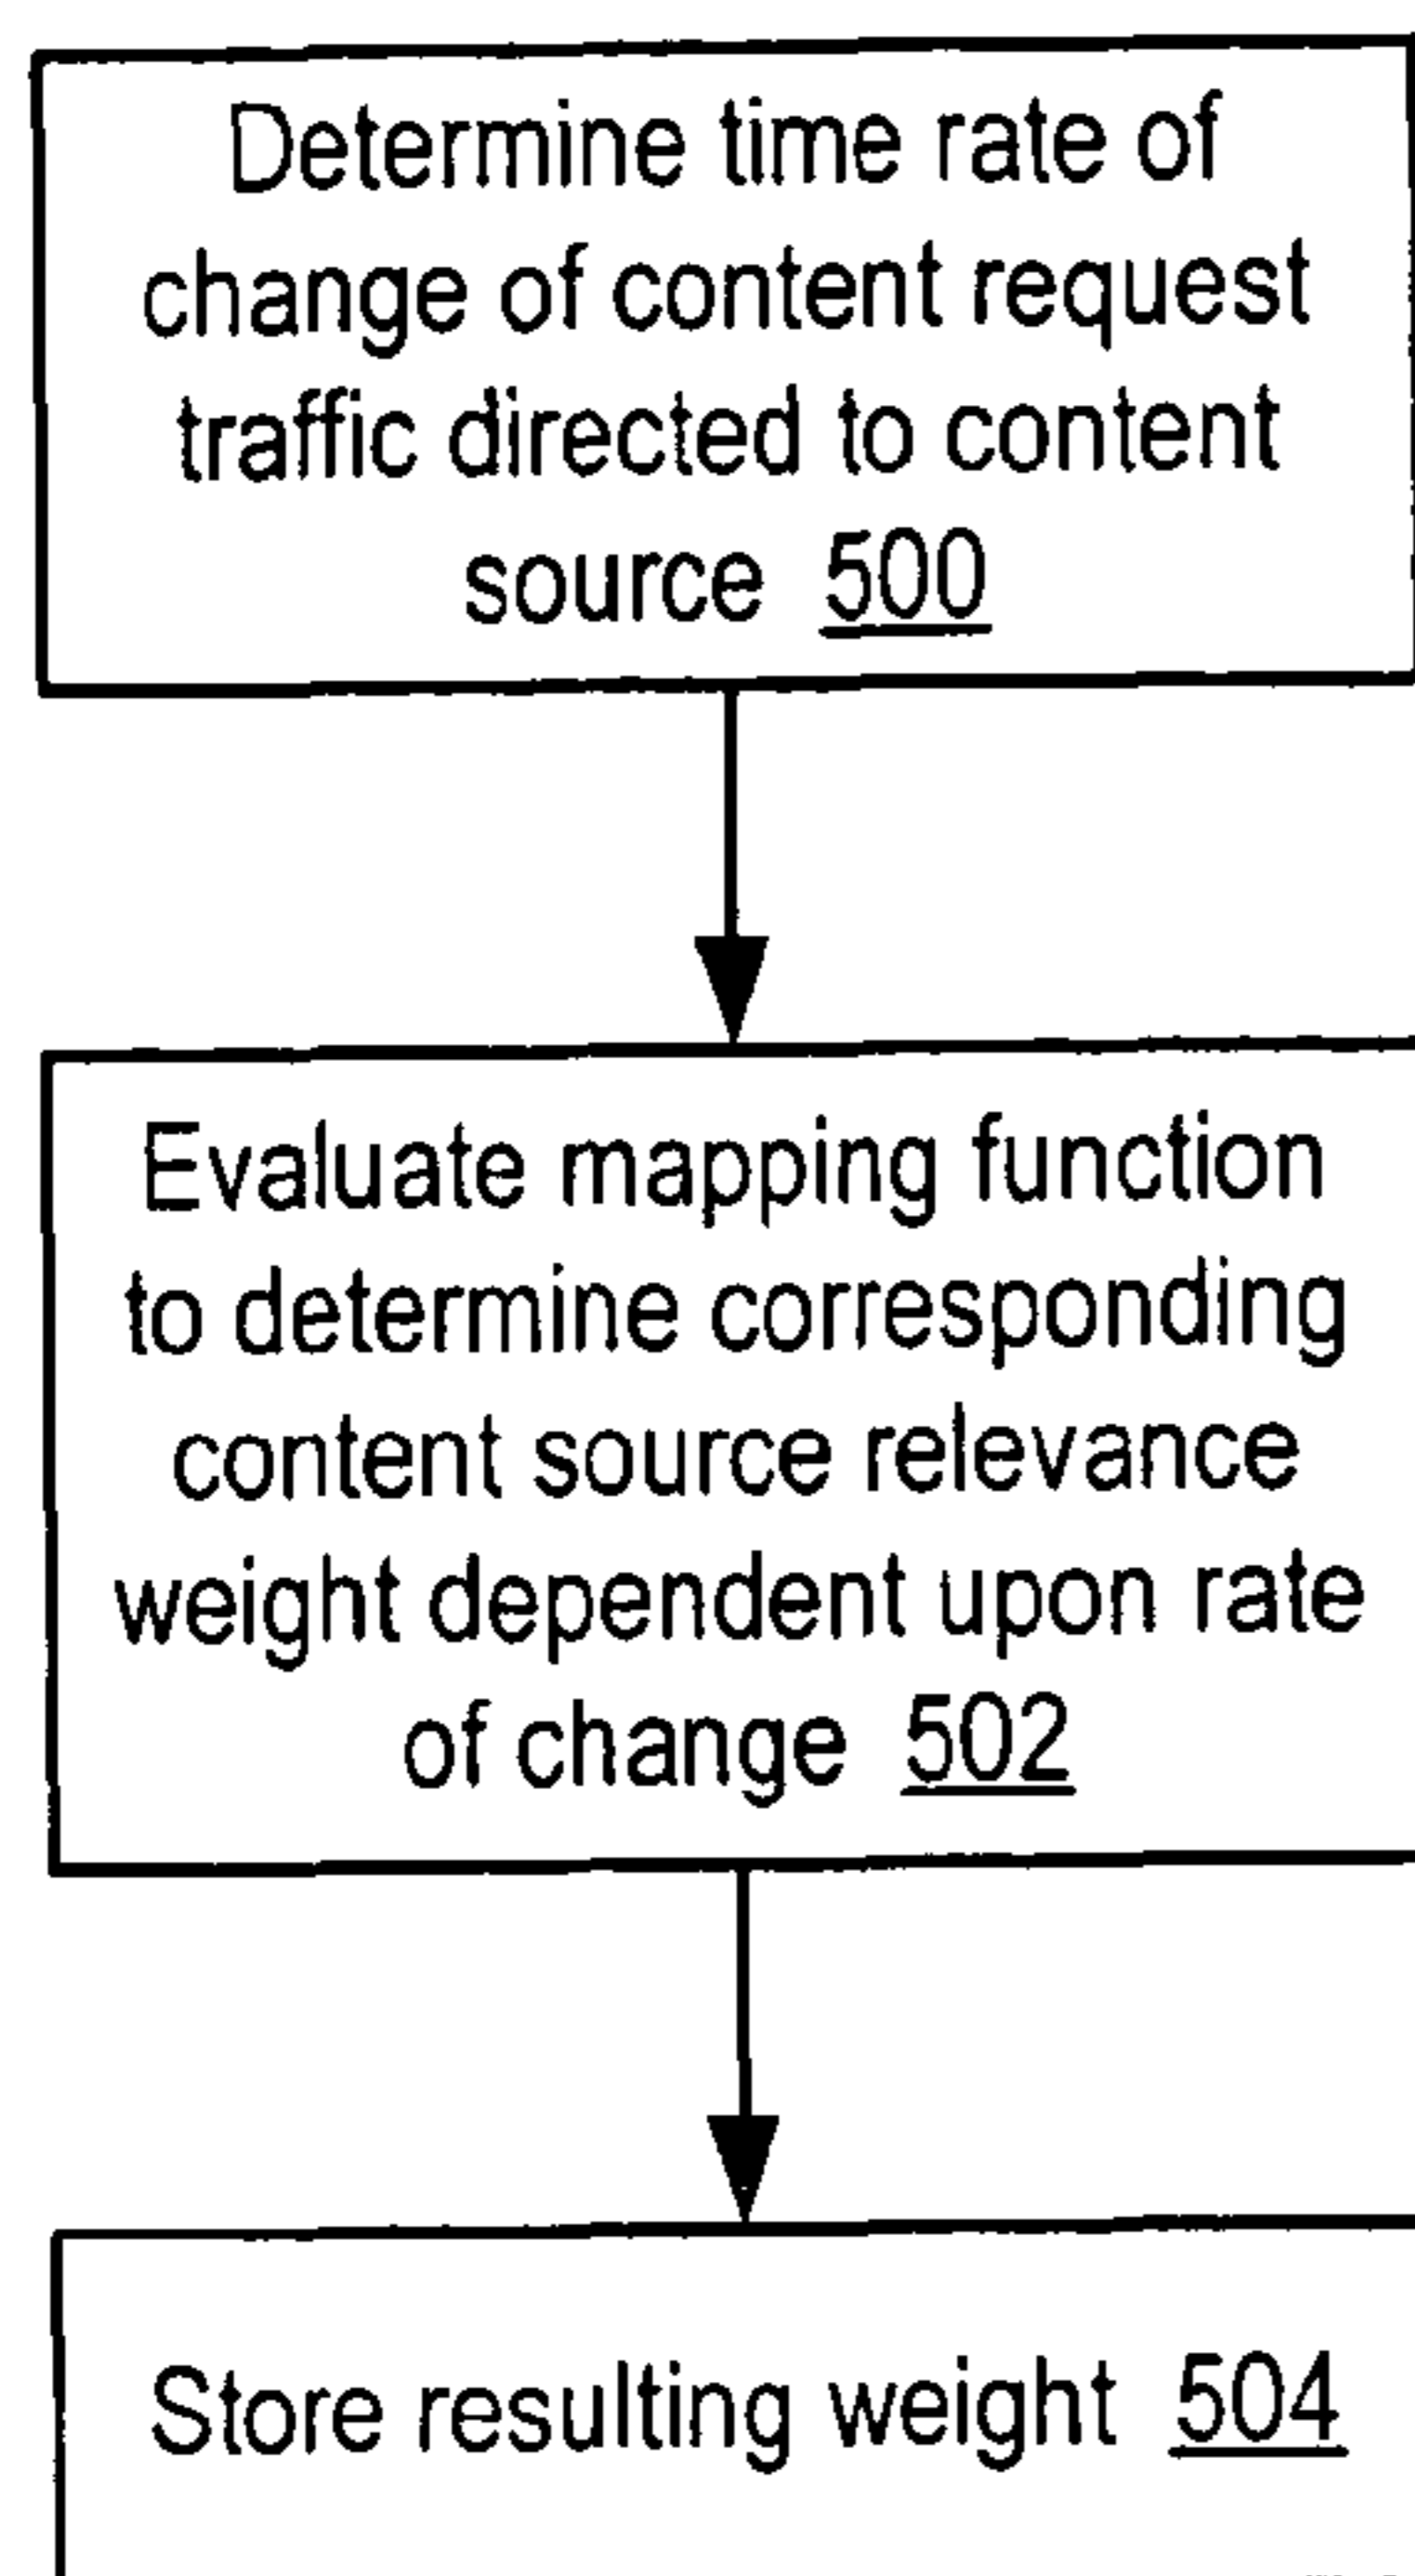 Determine time rate of
change of content request
traffic directed to content
source 500
Evaluate mapping function
to determine corresponding
content source relevance
weight dependent upon rate
of change 502
Store resulting weight 504